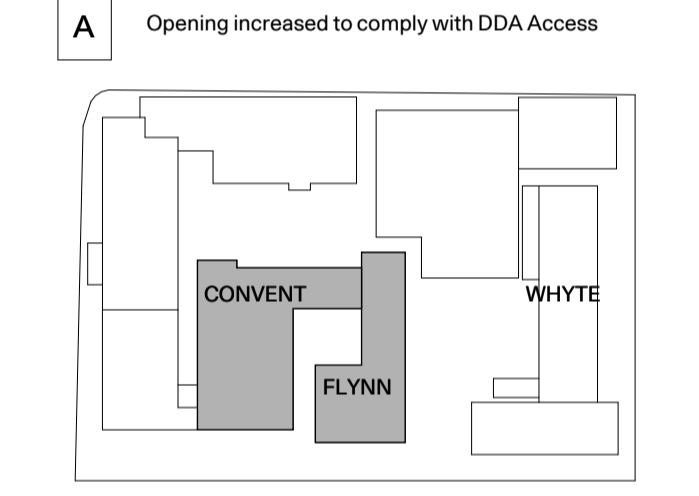 A
Opening increased to comply with DDA Access
CONVENT
WHYTE
FLYNN